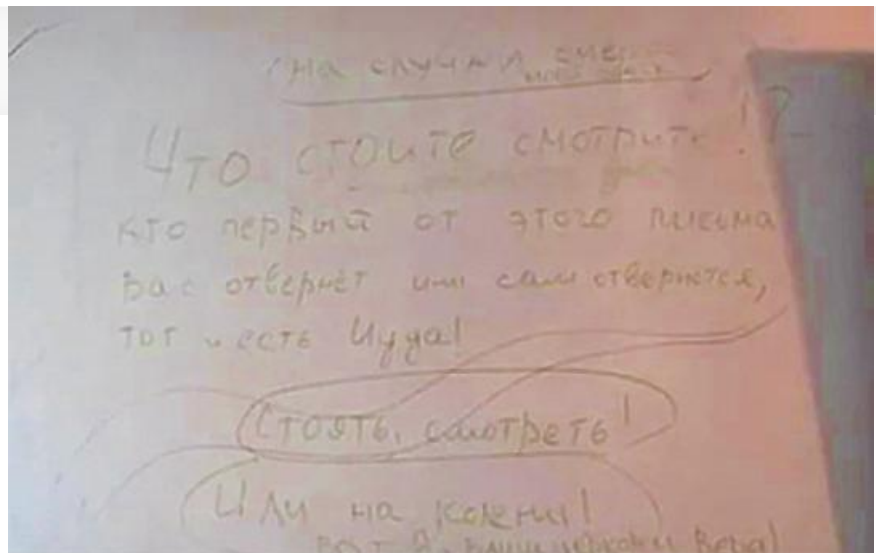 на случай
Что стоите смотрите!?
кто первый от этого письма
вас отвернёт или сам отвернется,
тот и есть Иуда!
Стоять, смотреть!
Или на колени!
вот я,